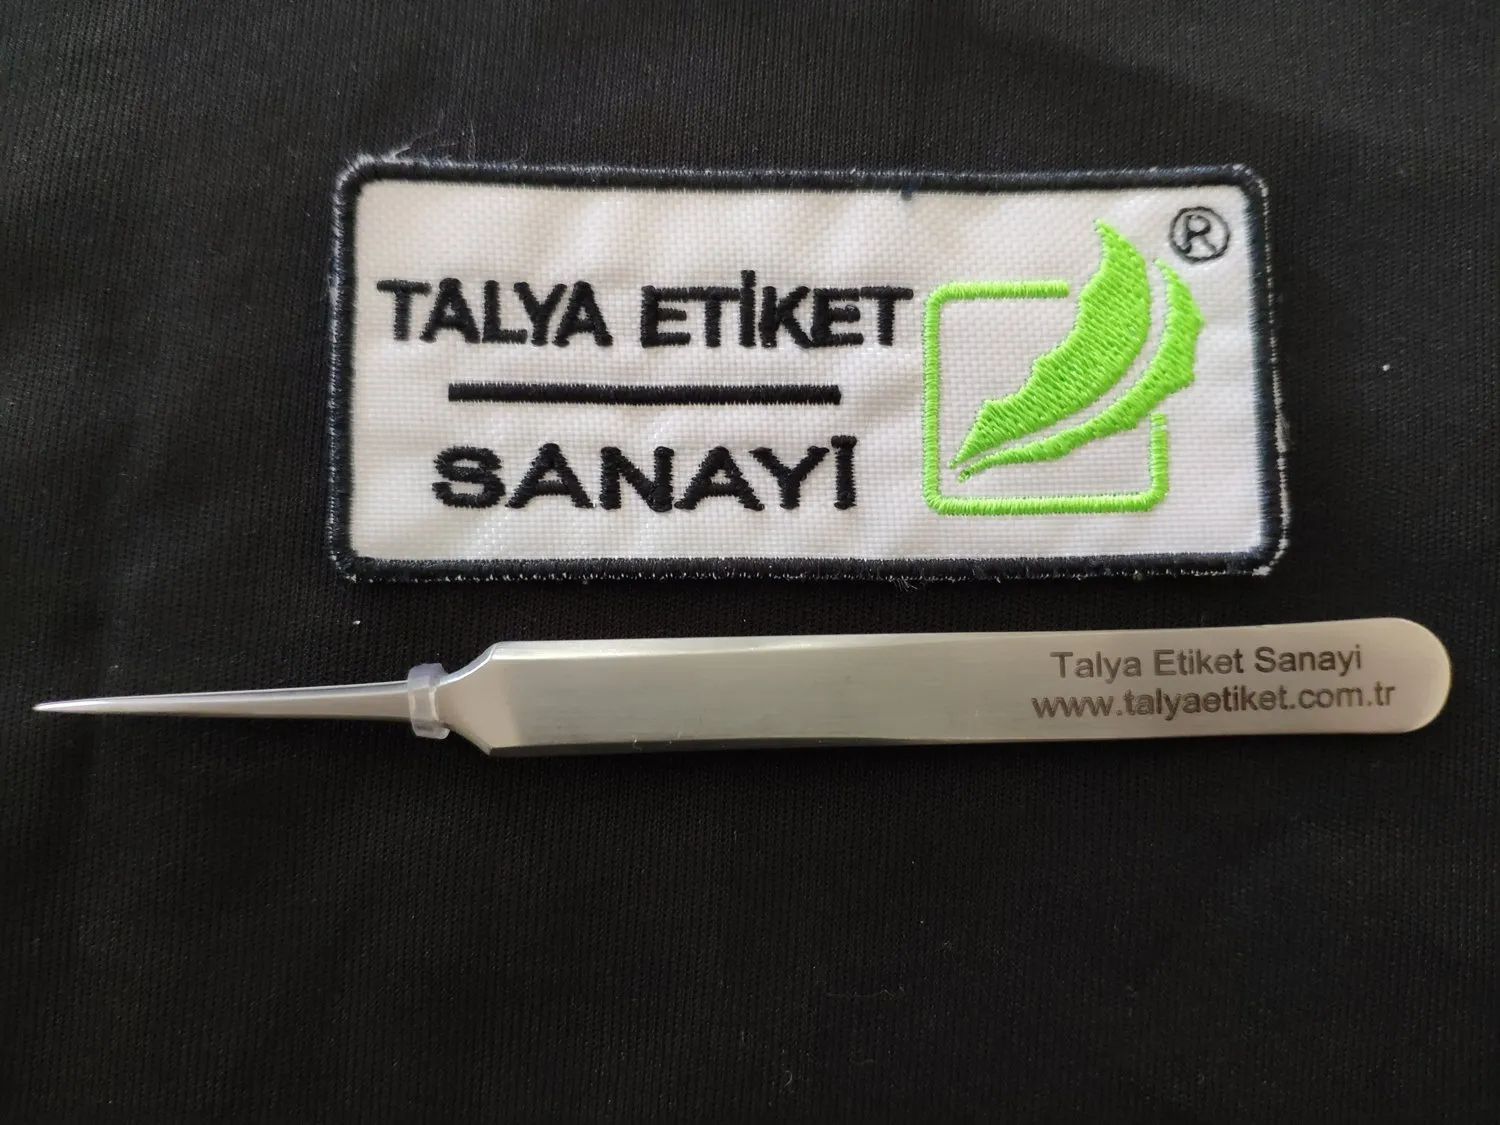 TALYA ETİKET
SANAYİ
®
Talya Etiket Sanayi
www.talyaetiket.com.tr